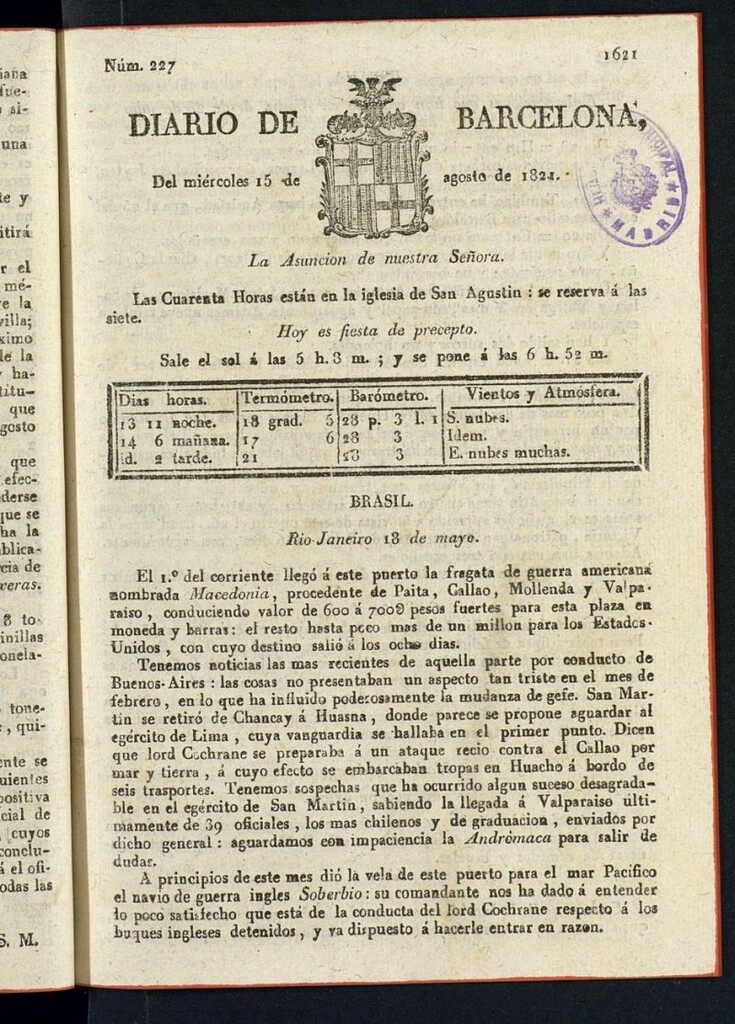 Núm. 227
1621
DIARIO DE BARCELONA,
Del miércoles 15 de agosto de 1821.
MADRID
La Asuncion de nuestra Señora.
Las Cuarenta Horas están en la iglesia de San Agustin : se reserva á las
siete.
Hoy es fiesta de precepto.
Sale el sol á las 5 h. 8 m. ; y se pone á las 6 h. 52 m.
Dias horas. Termómetro. Barómetro. Vientos y Atmósfera.
13 11 noche. 18 grad. 5 28 p. 3 l. 1 S. nubes.
14 6 mañana. 17 6 28 3 Idem.
id. 2 tarde. 21 28 3 E. nubes muchas.
BRASIL.
Rio-Janeiro 18 de mayo.
El 1.º del corriente llegó á este puerto la fragata de guerra americana
nombrada Macedonia, procedente de Paita, Callao, Mollenda y Valpa-
raiso, conduciendo valor de 600 á 700 pesos fuertes para esta plaza en
moneda y barras: el resto hasta poco mas de un millon para los Estados-
Unidos, con cuyo destino salió á los ocho dias.
Tenemos noticias las mas recientes de aquella parte por conducto de
Buenos-Aires : las cosas no presentaban un aspecto tan triste en el mes de
febrero, en lo que ha influido poderosamente la mudanza de gefe. San Mar-
tin se retiró de Chancay á Huasna, donde parece se propone aguardar al
egército de Lima, cuya vanguardia se hallaba en el primer punto. Dicen
que lord Cochrane se preparaba á un ataque recio contra el Callao por
mar y tierra, á cuyo efecto se embarcaban tropas en Huacho á bordo de
seis trasportes. Tenemos sospechas que ha ocurrido algun suceso desagrada-
ble en el egército de San Martin, sabiendo la llegada á Valparaiso últi-
mamente de 39 oficiales, los mas chilenos y de graduacion, enviados por
dicho general : aguardamos con impaciencia la Andròmaca para salir de
dudas.
A principios de este mes dió la vela de este puerto para el mar Pacífico
el navio de guerra ingles Soberbio : su comandante nos ha dado á entender
lo poco satisfecho que está de la conducta del lord Cochrane respecto á los
buques ingleses detenidos, y va dispuesto á hacerle entrar en razon.